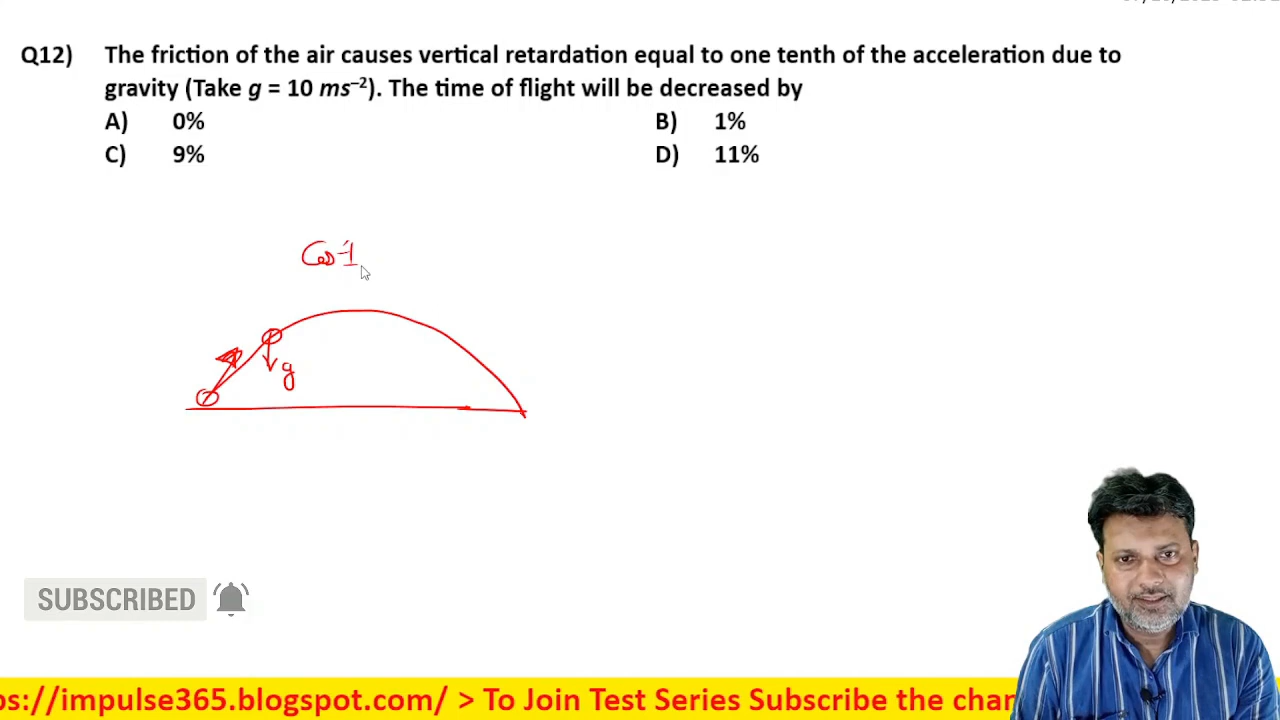 Q12) The friction of the air causes vertical retardation equal to one tenth of the acceleration due to
gravity (Take g = 10 ms⁻²). The time of flight will be decreased by
A) 0% B) 1%
C) 9% D) 11%
g
SUBSCRIBED
ps://impulse365.blogspot.com/ > To Join Test Series Subscribe the chan